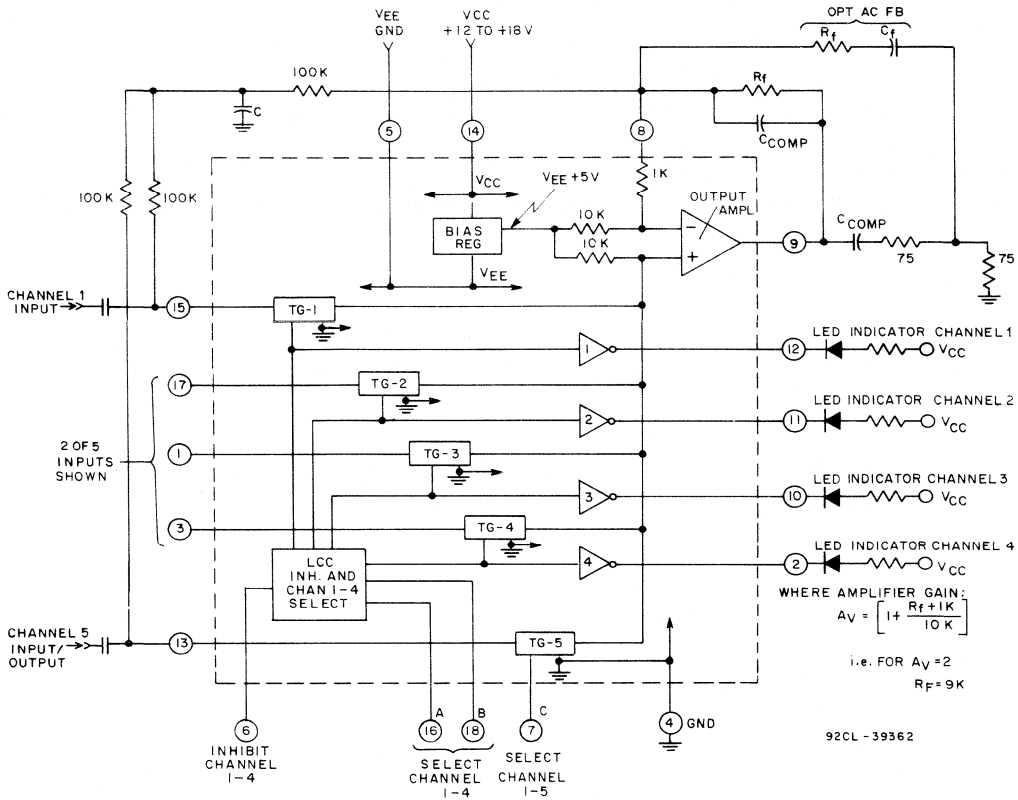 OPT AC FB
Rf
Cf
VEE
GND
VCC
+12 TO +18V
100K
C
Rf
CCOMP
5
14
8
100K
100K
VCC
1K
VEE+5V
OUTPUT
AMPL
BIAS
REG
10K
10K
−
+
9
CCOMP
75
75
VEE
CHANNEL 1
INPUT
15
TG-1
LED INDICATOR CHANNEL 1
1
12
VCC
17
TG-2
LED INDICATOR CHANNEL 2
2
11
VCC
2 OF 5
INPUTS
SHOWN
1
TG-3
LED INDICATOR CHANNEL 3
3
10
VCC
3
TG-4
LED INDICATOR CHANNEL 4
4
2
VCC
LCC
INH. AND
CHAN 1-4
SELECT
WHERE AMPLIFIER GAIN:
AV = [1+ Rf+1K / 10K]
i.e. FOR AV=2
RF=9K
CHANNEL 5
INPUT/
OUTPUT
13
TG-5
6
A
16
B
18
C
7
4
GND
INHIBIT
CHANNEL
1-4
SELECT
CHANNEL
1-4
SELECT
CHANNEL
1-5
92CL-39362